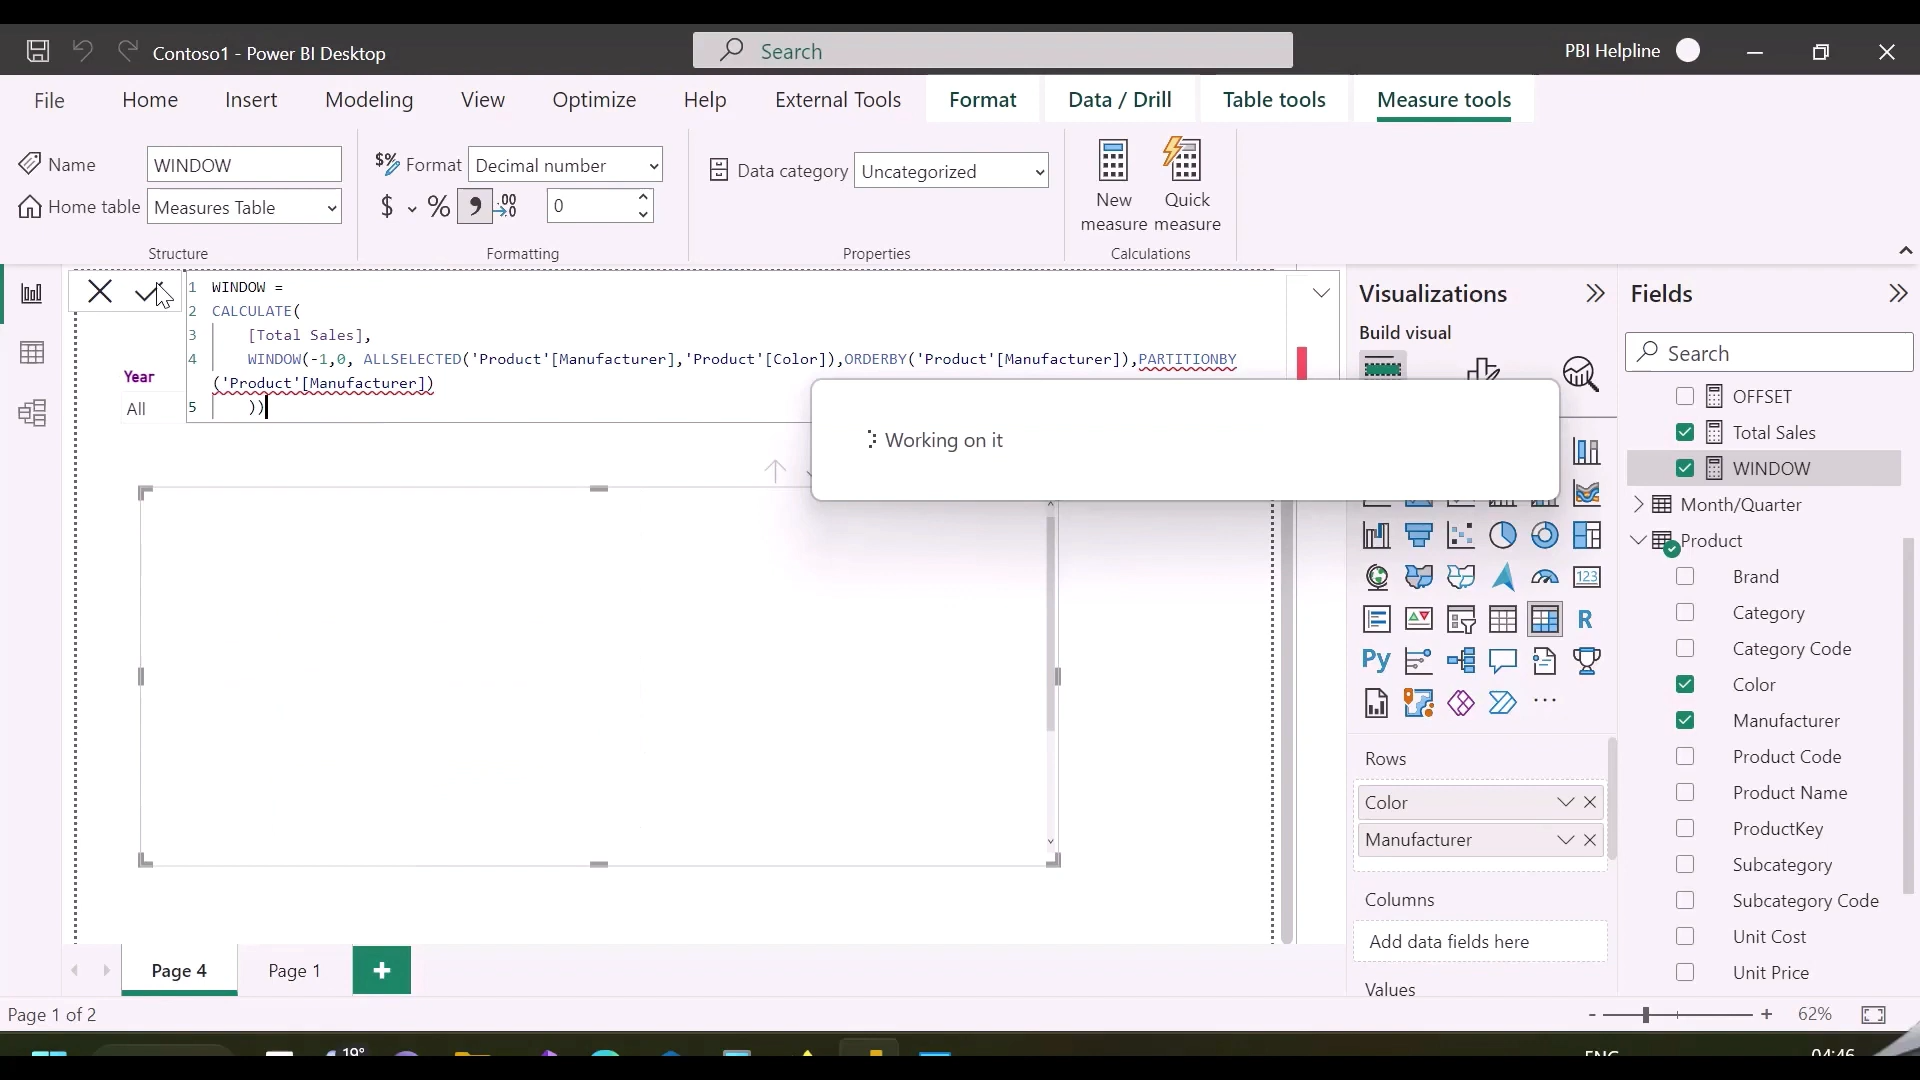 Contoso1 - Power BI Desktop
Search
PBI Helpline
File
Home
Insert
Modeling
View
Optimize
Help
External Tools
Format
Data / Drill
Table tools
Measure tools
Name
WINDOW
Home table
Measures Table
Structure
$% Format
Decimal number
$
%
,
.00
0
Formatting
Data category
Uncategorized
Properties
New
measure
Quick
measure
Calculations
1 WINDOW =
2 CALCULATE(
3 [Total Sales],
4 WINDOW(-1,0, ALLSELECTED('Product'[Manufacturer],'Product'[Color]),ORDERBY('Product'[Manufacturer]),PARTITIONBY
('Product'[Manufacturer])
5 ))
Year
All
Working on it
Visualizations
Build visual
123
R
Py
Rows
Color
Manufacturer
Columns
Add data fields here
Values
Fields
Search
OFFSET
Total Sales
WINDOW
Month/Quarter
Product
Brand
Category
Category Code
Color
Manufacturer
Product Code
Product Name
ProductKey
Subcategory
Subcategory Code
Unit Cost
Unit Price
Page 4
Page 1
+
Page 1 of 2
- + 62%
19°
ENG
04:46